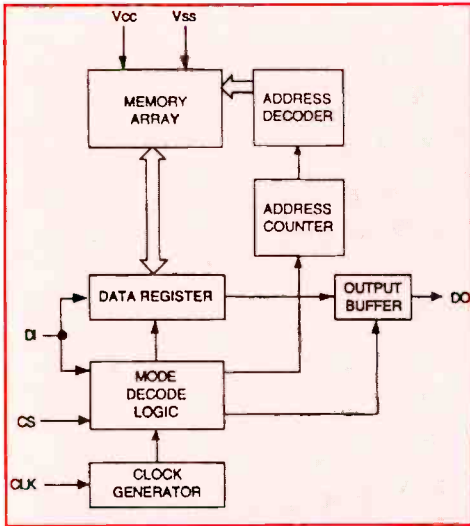 Vcc Vss
MEMORY
ARRAY
ADDRESS
DECODER
ADDRESS
COUNTER
DATA REGISTER
OUTPUT
BUFFER
DO
DI
MODE
DECODE
LOGIC
CS
CLK
CLOCK
GENERATOR